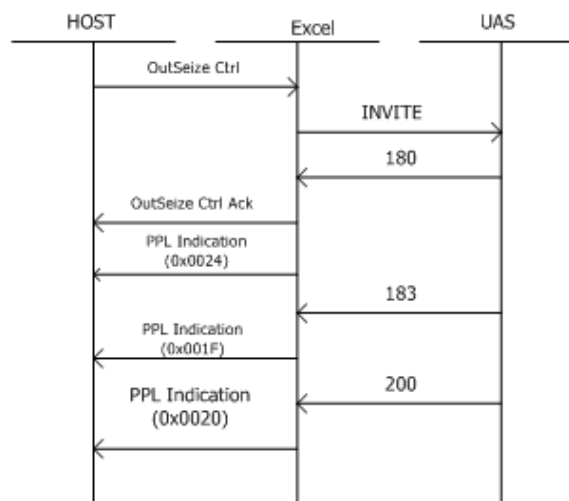 HOST
Excel
UAS
OutSeize Ctrl
INVITE
180
OutSeize Ctrl Ack
PPL Indication
(0x0024)
183
PPL Indication
(0x001F)
200
PPL Indication
(0x0020)